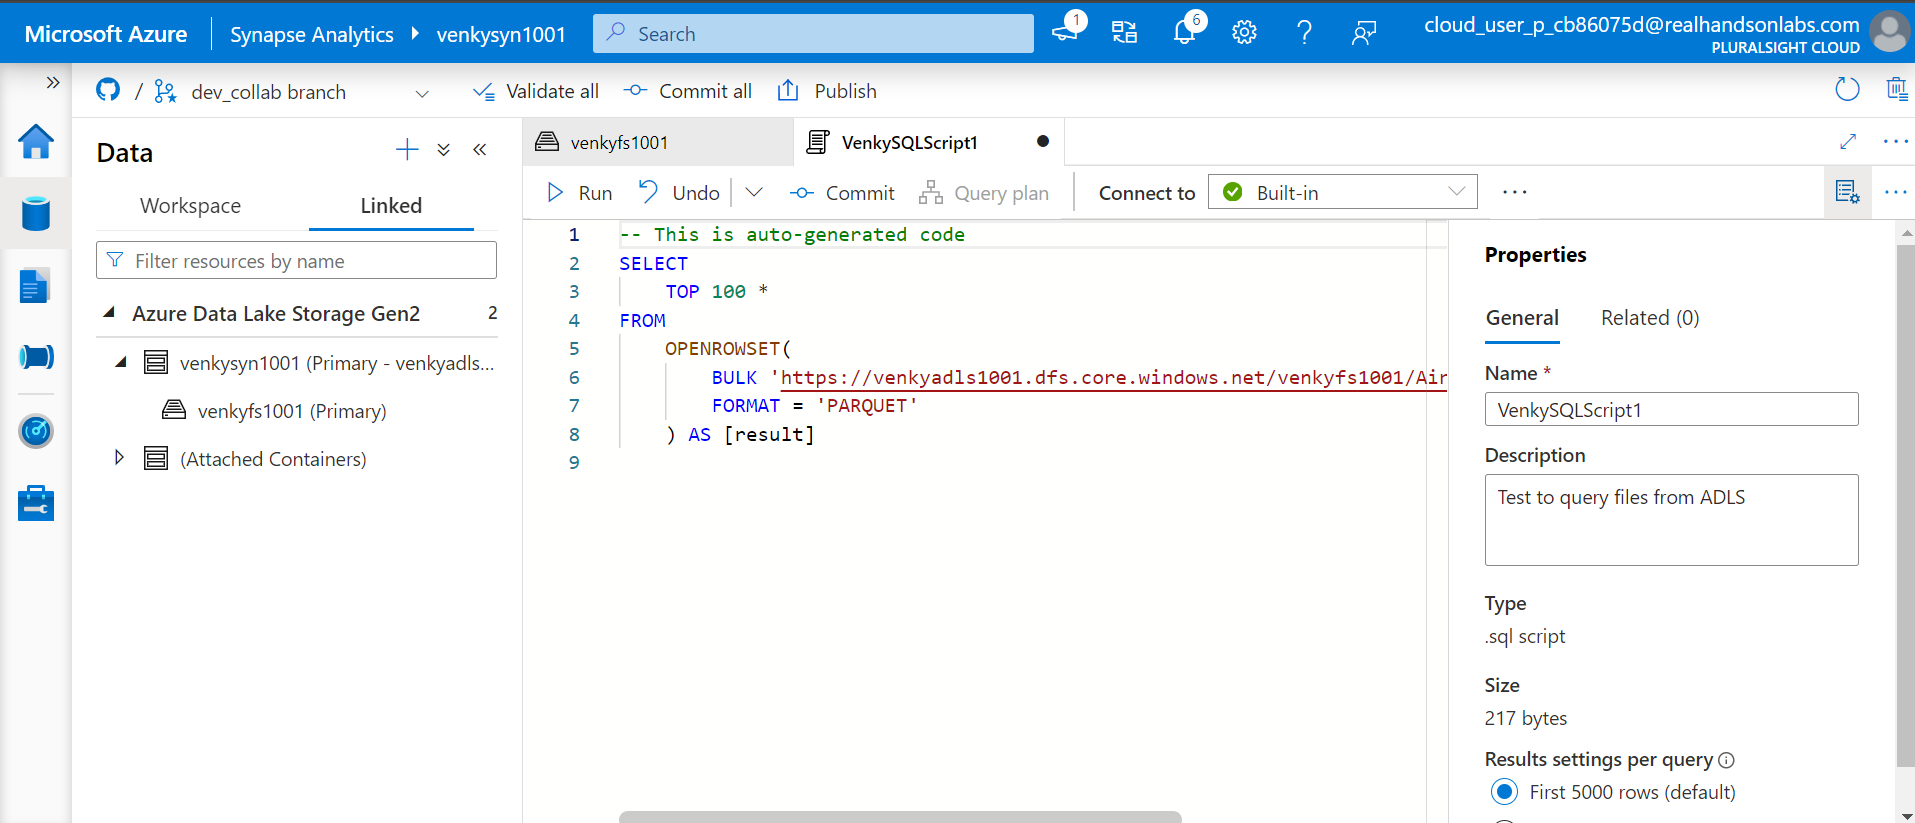 Microsoft Azure Synapse Analytics venkysyn1001 Search 1 6 cloud_user_p_cb86075d@realhandsonlabs.com
PLURALSIGHT CLOUD
/ dev_collab branch Validate all Commit all Publish
Data
Workspace Linked
Filter resources by name
Azure Data Lake Storage Gen2 2
venkysyn1001 (Primary - venkyadls...
venkyfs1001 (Primary)
(Attached Containers)
venkyfs1001 VenkySQLScript1
Run Undo Commit Query plan Connect to Built-in
1 -- This is auto-generated code
2 SELECT
3 TOP 100 *
4 FROM
5 OPENROWSET(
6 BULK 'https://venkyadls1001.dfs.core.windows.net/venkyfs1001/Air
7 FORMAT = 'PARQUET'
8 ) AS [result]
9
Properties
General Related (0)
Name *
VenkySQLScript1
Description
Test to query files from ADLS
Type
.sql script
Size
217 bytes
Results settings per query
First 5000 rows (default)